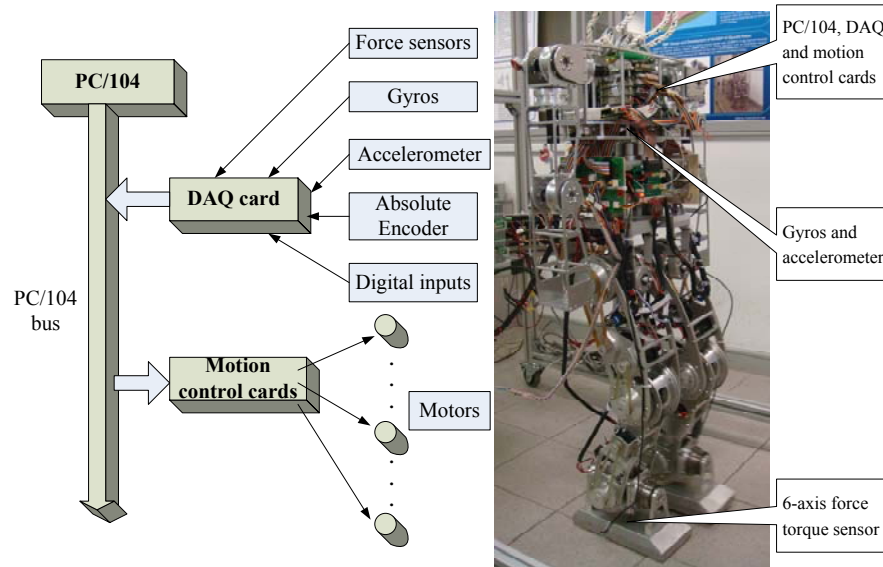 Force sensors
PC/104
Gyros
Accelerometer
DAQ card
Absolute
Encoder
Digital inputs
PC/104
bus
Motion
control cards
Motors
PC/104, DAQ
and motion
control cards
Gyros and
accelerometer
6-axis force
torque sensor